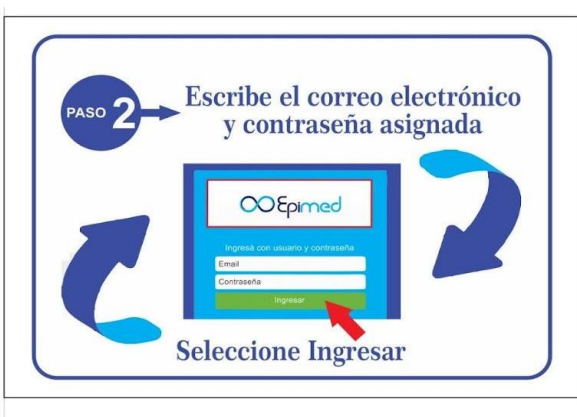 PASO 2
Escribe el correo electrónico
y contraseña asignada
Epimed
Ingresá con usuario y contraseña
Email
Contraseña
Ingresar
Seleccione Ingresar